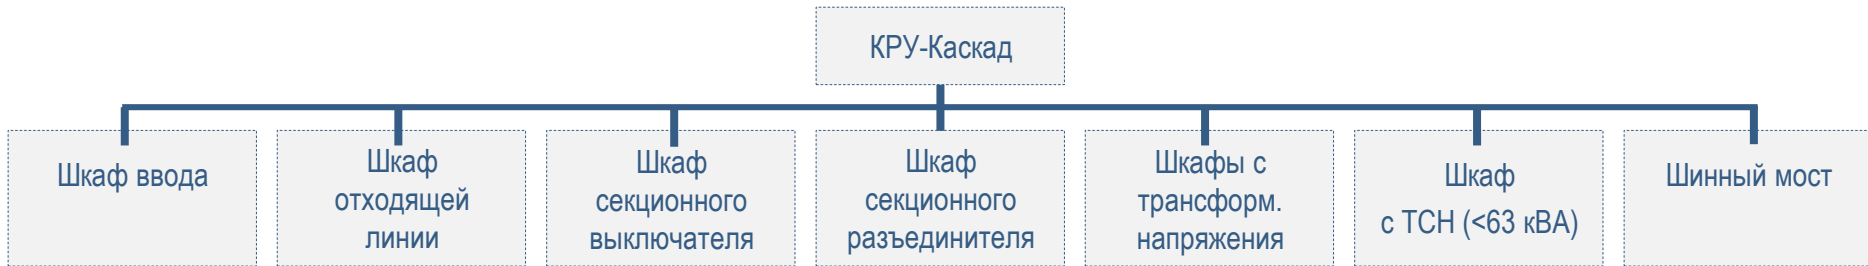 КРУ-Каскад
Шкаф ввода
Шкаф
отходящей
линии
Шкаф
секционного
выключателя
Шкаф
секционного
разъединителя
Шкафы с
трансформ.
напряжения
Шкаф
с ТСН (<63 кВА)
Шинный мост